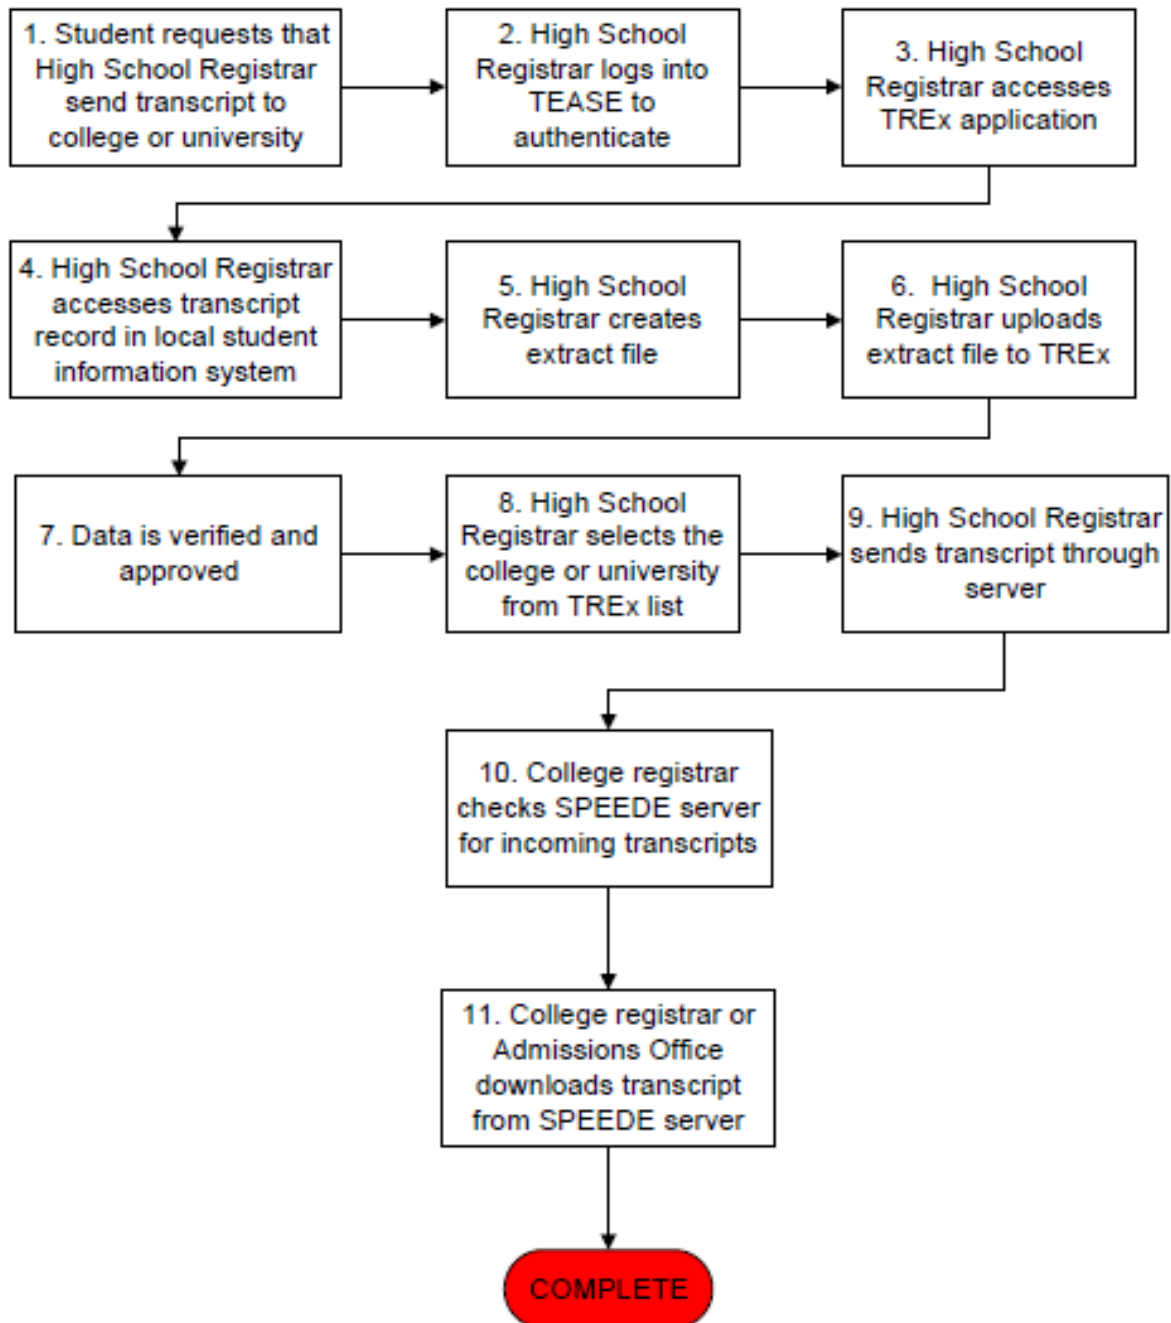 1. Student requests that
High School Registrar
send transcript to
college or university
2. High School
Registrar logs into
TEASE to
authenticate
3. High School
Registrar accesses
TREx application
4. High School Registrar
accesses transcript
record in local student
information system
5. High School
Registrar creates
extract file
6.  High School
Registrar uploads
extract file to TREx
7. Data is verified and
approved
8. High School
Registrar selects the
college or university
from TREx list
9. High School Registrar
sends transcript through
server
10. College registrar
checks SPEEDE server
for incoming transcripts
11. College registrar or
Admissions Office
downloads transcript
from SPEEDE server
COMPLETE